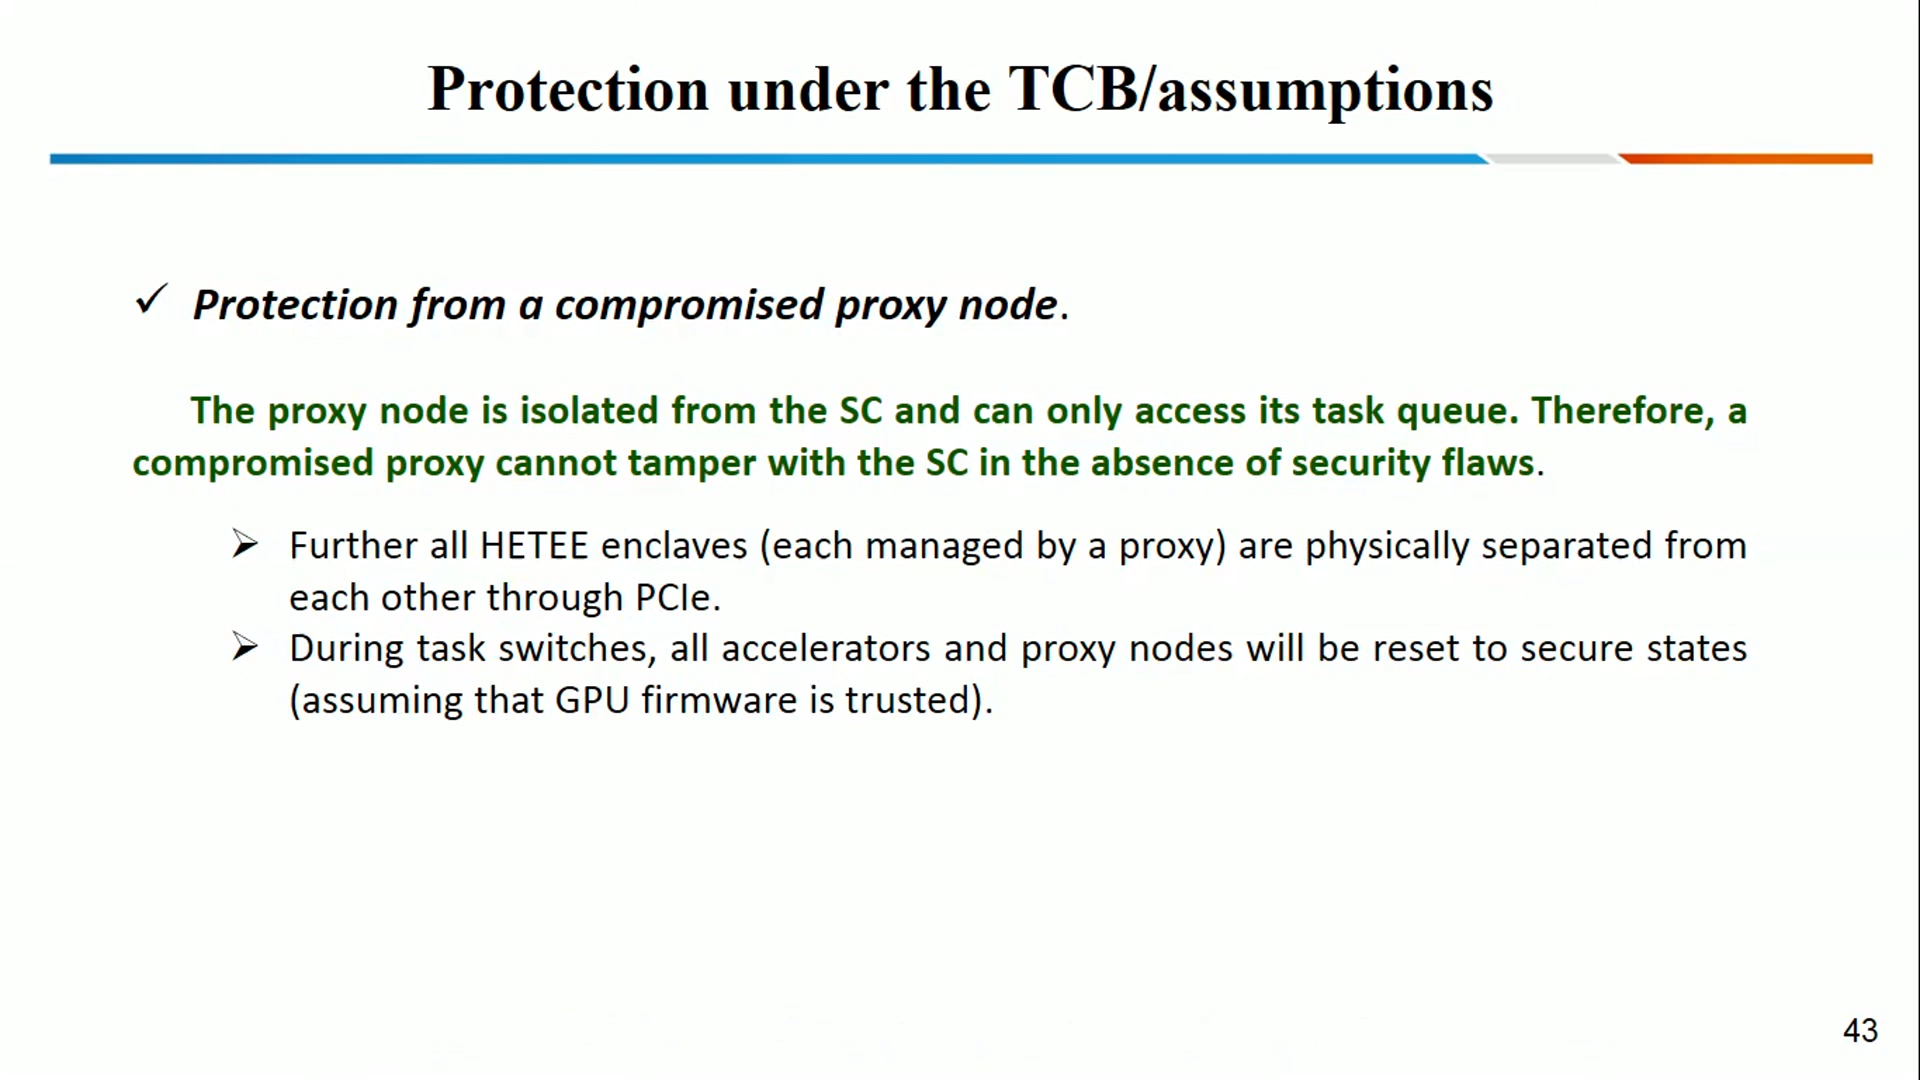 Protection under the TCB/assumptions
✓ Protection from a compromised proxy node.
The proxy node is isolated from the SC and can only access its task queue. Therefore, a
compromised proxy cannot tamper with the SC in the absence of security flaws.
➢ Further all HETEE enclaves (each managed by a proxy) are physically separated from
each other through PCIe.
➢ During task switches, all accelerators and proxy nodes will be reset to secure states
(assuming that GPU firmware is trusted).
43